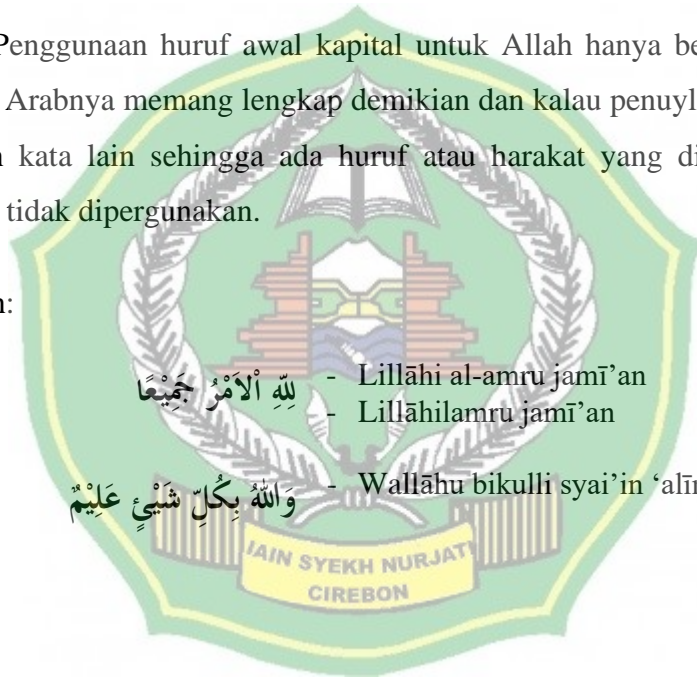 Penggunaan huruf awal kapital untuk Allah hanya be
Arabnya memang lengkap demikian dan kalau penuyl
kata lain sehingga ada huruf atau harakat yang di
tidak dipergunakan.
:
لِلّٰهِ اْلاَمْرُ جَمِيْعًا - Lillāhi al-amru jamī’an
- Lillāhilamru jamī’an
وَاللّٰهُ بِكُلِّ شَيْئٍ عَلِيْمٌ - Wallāhu bikulli syai’in ‘alī
IAIN SYEKH NURJATI
CIREBON